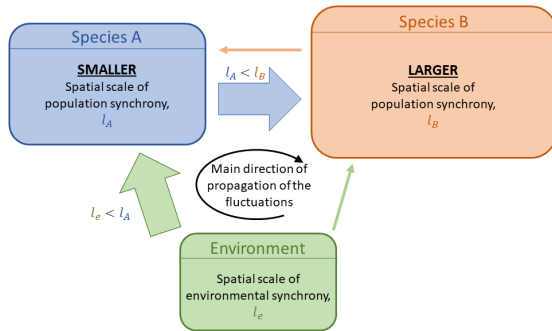 Species A
SMALLER
Spatial scale of
population synchrony,
l_A
l_A < l_B
Species B
LARGER
Spatial scale of
population synchrony,
l_B
Main direction of
propagation of the
fluctuations
l_e < l_A
Environment
Spatial scale of
environmental synchrony,
l_e